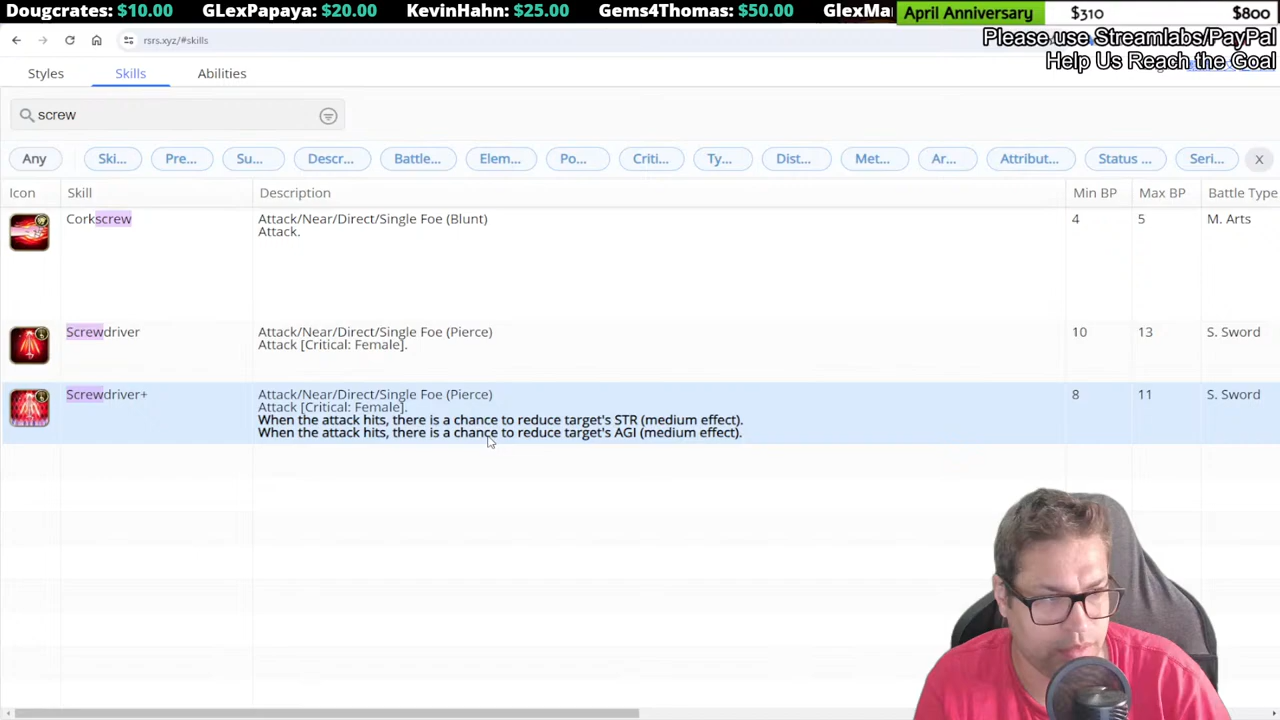 Dougcrates: $10.00 GLexPapaya: $20.00 KevinHahn: $25.00 Gems4Thomas: $50.00 GlexMa
April Anniversary $310 $800
Please use Streamlabs/PayPal
Help Us Reach the Goal
rsrs.xyz/#skills
Styles Skills Abilities
screw
Any Ski... Pre... Su... Descr... Battle... Elem... Po... Criti... Ty... Dist... Met... Ar... Attribut... Status ... Seri... X
Icon Skill Description Min BP Max BP Battle Type
Corkscrew Attack/Near/Direct/Single Foe (Blunt) 4 5 M. Arts
Attack.
Screwdriver Attack/Near/Direct/Single Foe (Pierce) 10 13 S. Sword
Attack [Critical: Female].
Screwdriver+ Attack/Near/Direct/Single Foe (Pierce) 8 11 S. Sword
Attack [Critical: Female].
When the attack hits, there is a chance to reduce target's STR (medium effect).
When the attack hits, there is a chance to reduce target's AGI (medium effect).